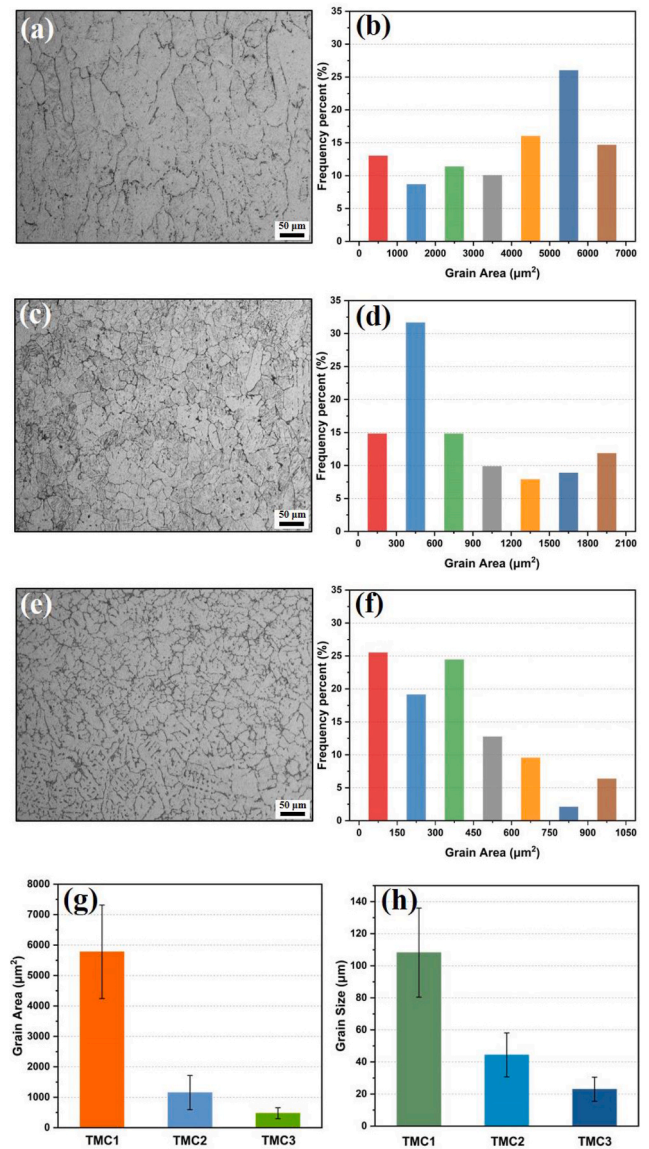 (a)
50 µm
(b)
Frequency percent (%)
35
30
25
20
15
10
5
0
0 1000 2000 3000 4000 5000 6000 7000
Grain Area (µm²)
(c)
50 µm
(d)
Frequency percent (%)
35
30
25
20
15
10
5
0
0 300 600 900 1200 1500 1800 2100
Grain Area (µm²)
(e)
50 µm
(f)
Frequency percent (%)
35
30
25
20
15
10
5
0
0 150 300 450 600 750 900 1050
Grain Area (µm²)
(g)
Grain Area (µm²)
8000
7000
6000
5000
4000
3000
2000
1000
0
TMC1 TMC2 TMC3
(h)
Grain Size (µm)
140
120
100
80
60
40
20
0
TMC1 TMC2 TMC3